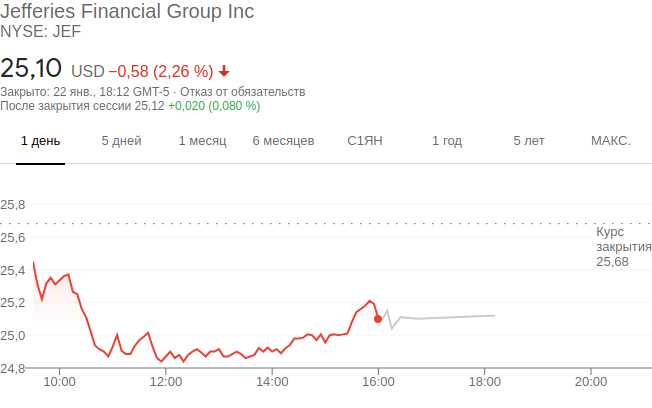 Jefferies Financial Group Inc
NYSE: JEF
25,10 USD −0,58 (2,26 %)
Закрыто: 22 янв., 18:12 GMT-5 · Отказ от обязательств
После закрытия сессии 25,12 +0,020 (0,080 %)
1 день 5 дней 1 месяц 6 месяцев С1ЯН 1 год 5 лет МАКС.
25,8
25,6
25,4
25,2
25,0
24,8
Курс
закрытия
25,68
10:00 12:00 14:00 16:00 18:00 20:00